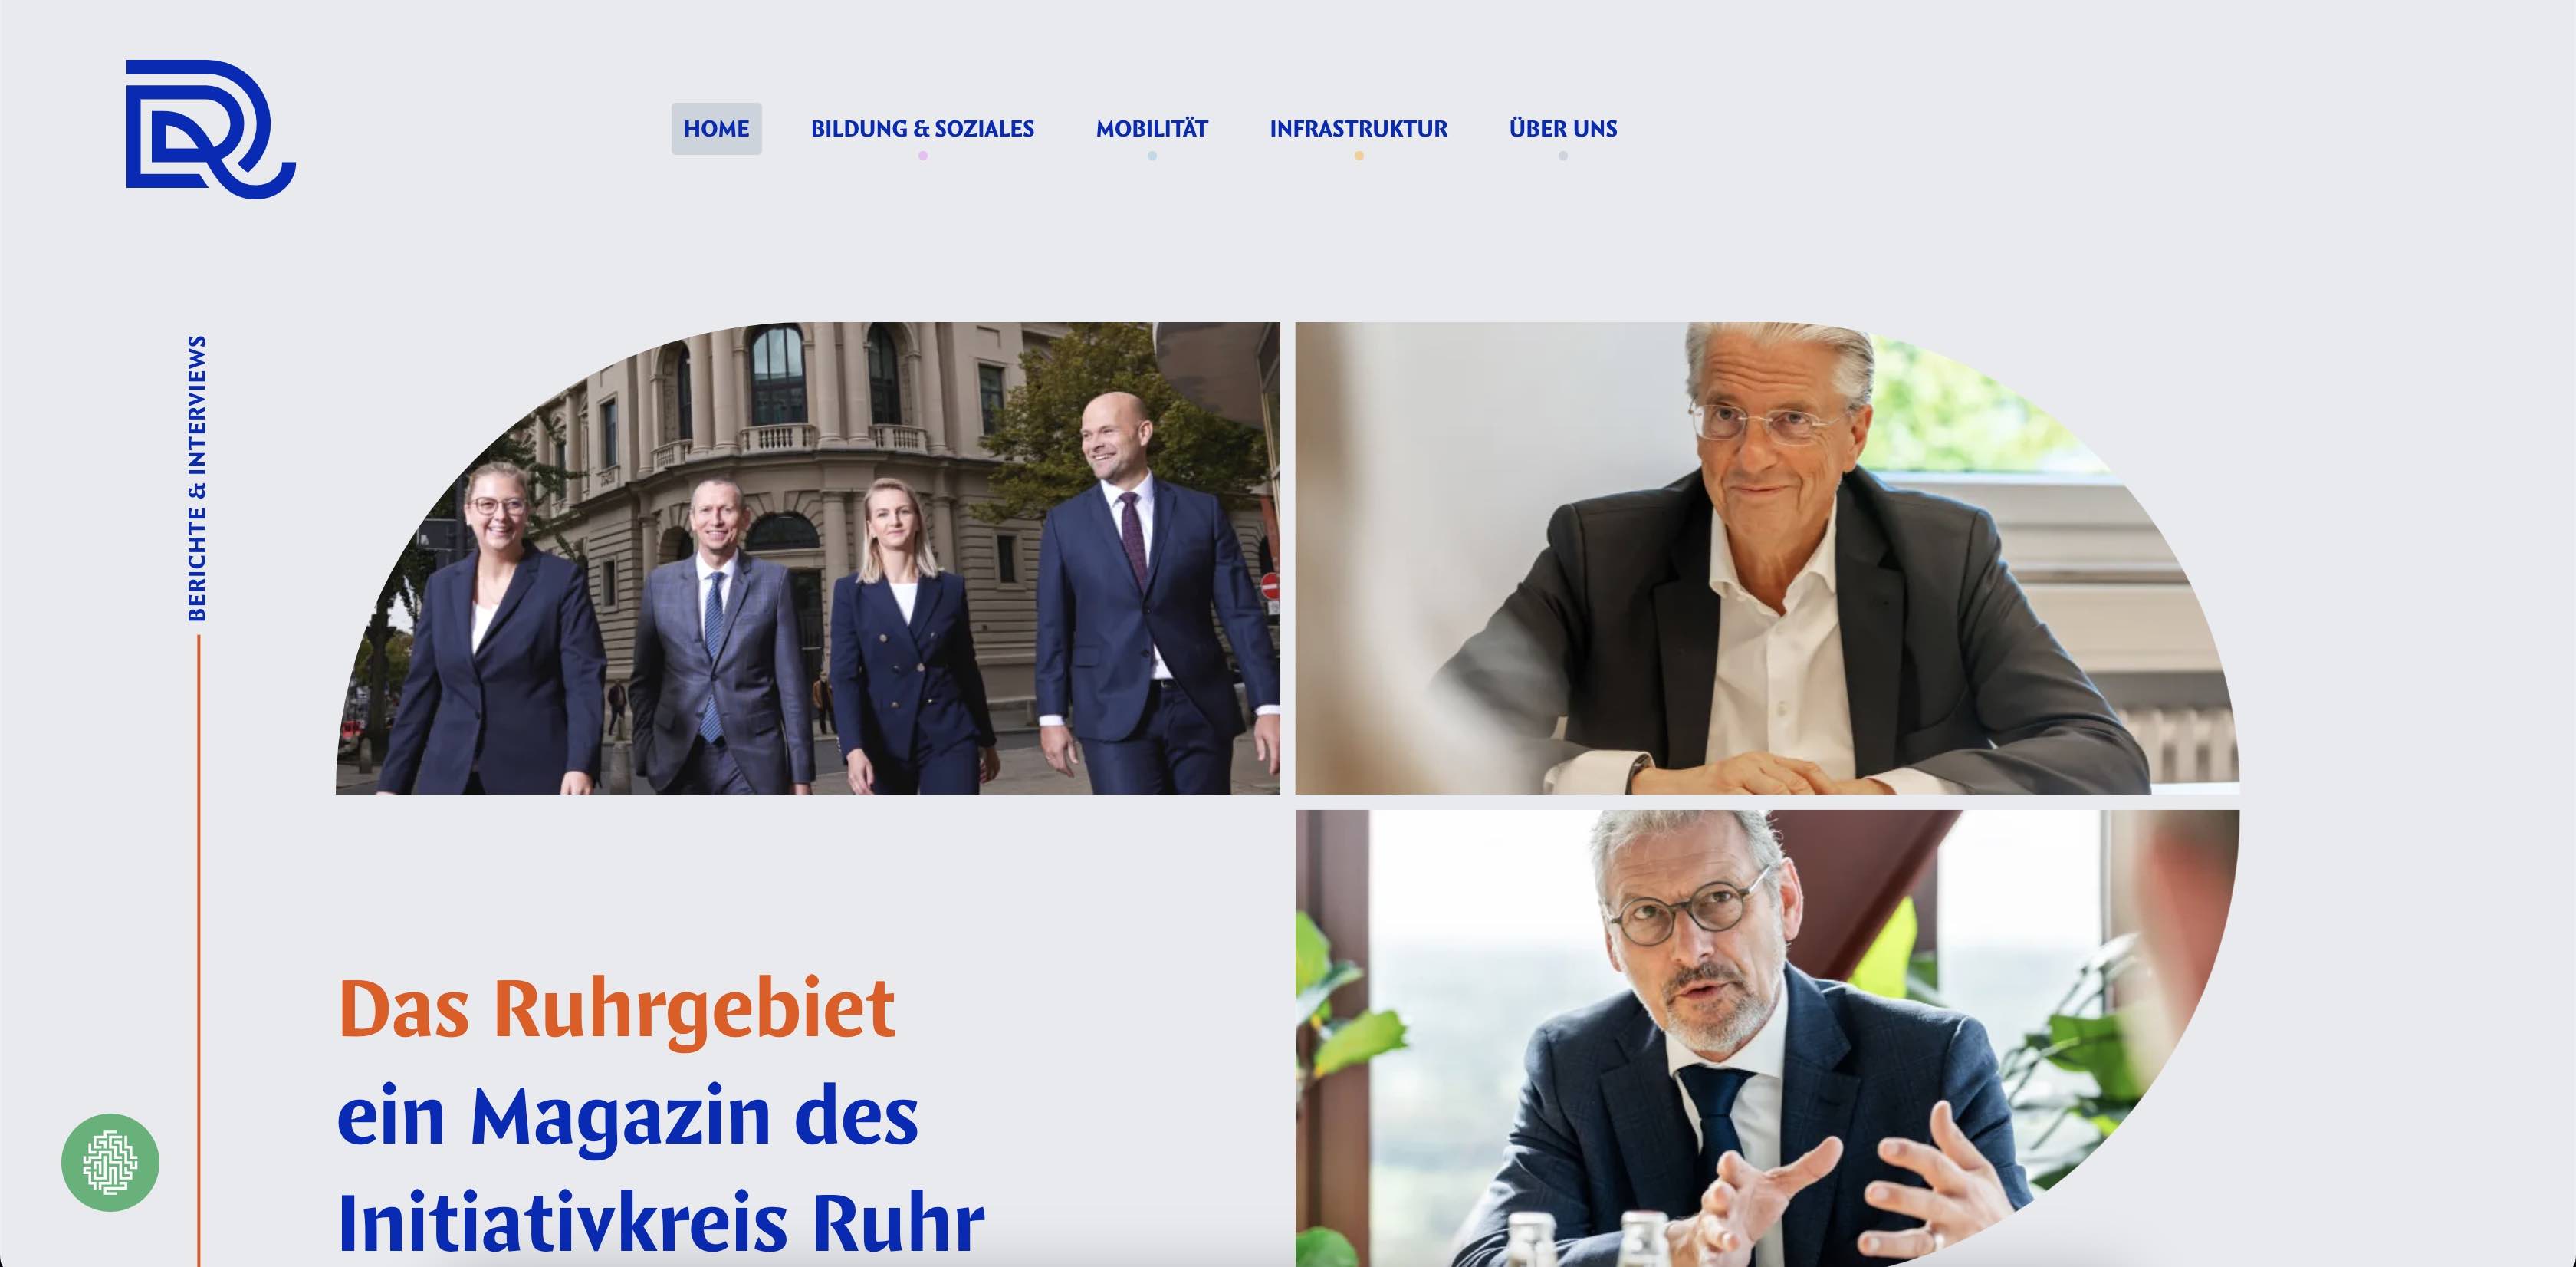 HOME
BILDUNG & SOZIALES
MOBILITÄT
INFRASTRUKTUR
ÜBER UNS
BERICHTE & INTERVIEWS
Das Ruhrgebiet
ein Magazin des
Initiativkreis Ruhr